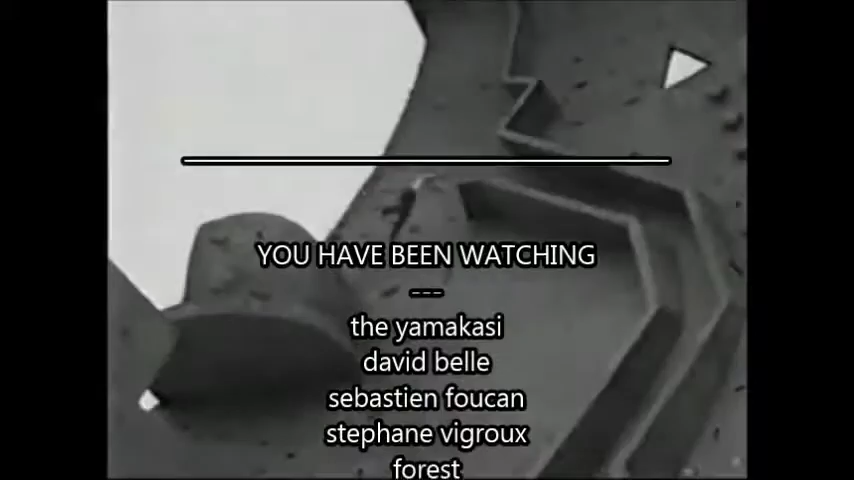 YOU HAVE BEEN WATCHING
---
the yamakasi
david belle
sebastien foucan
stephane vigroux
forest